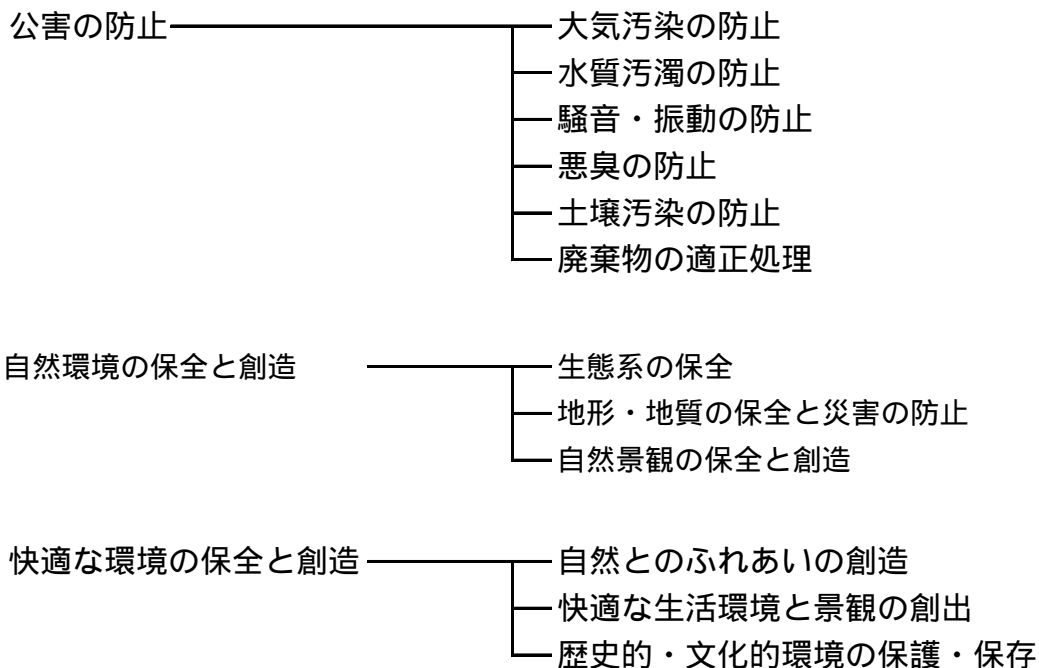 公害の防止
大気汚染の防止
水質汚濁の防止
騒音・振動の防止
悪臭の防止
土壌汚染の防止
廃棄物の適正処理
自然環境の保全と創造
生態系の保全
地形・地質の保全と災害の防止
自然景観の保全と創造
快適な環境の保全と創造
自然とのふれあいの創造
快適な生活環境と景観の創出
歴史的・文化的環境の保護・保存